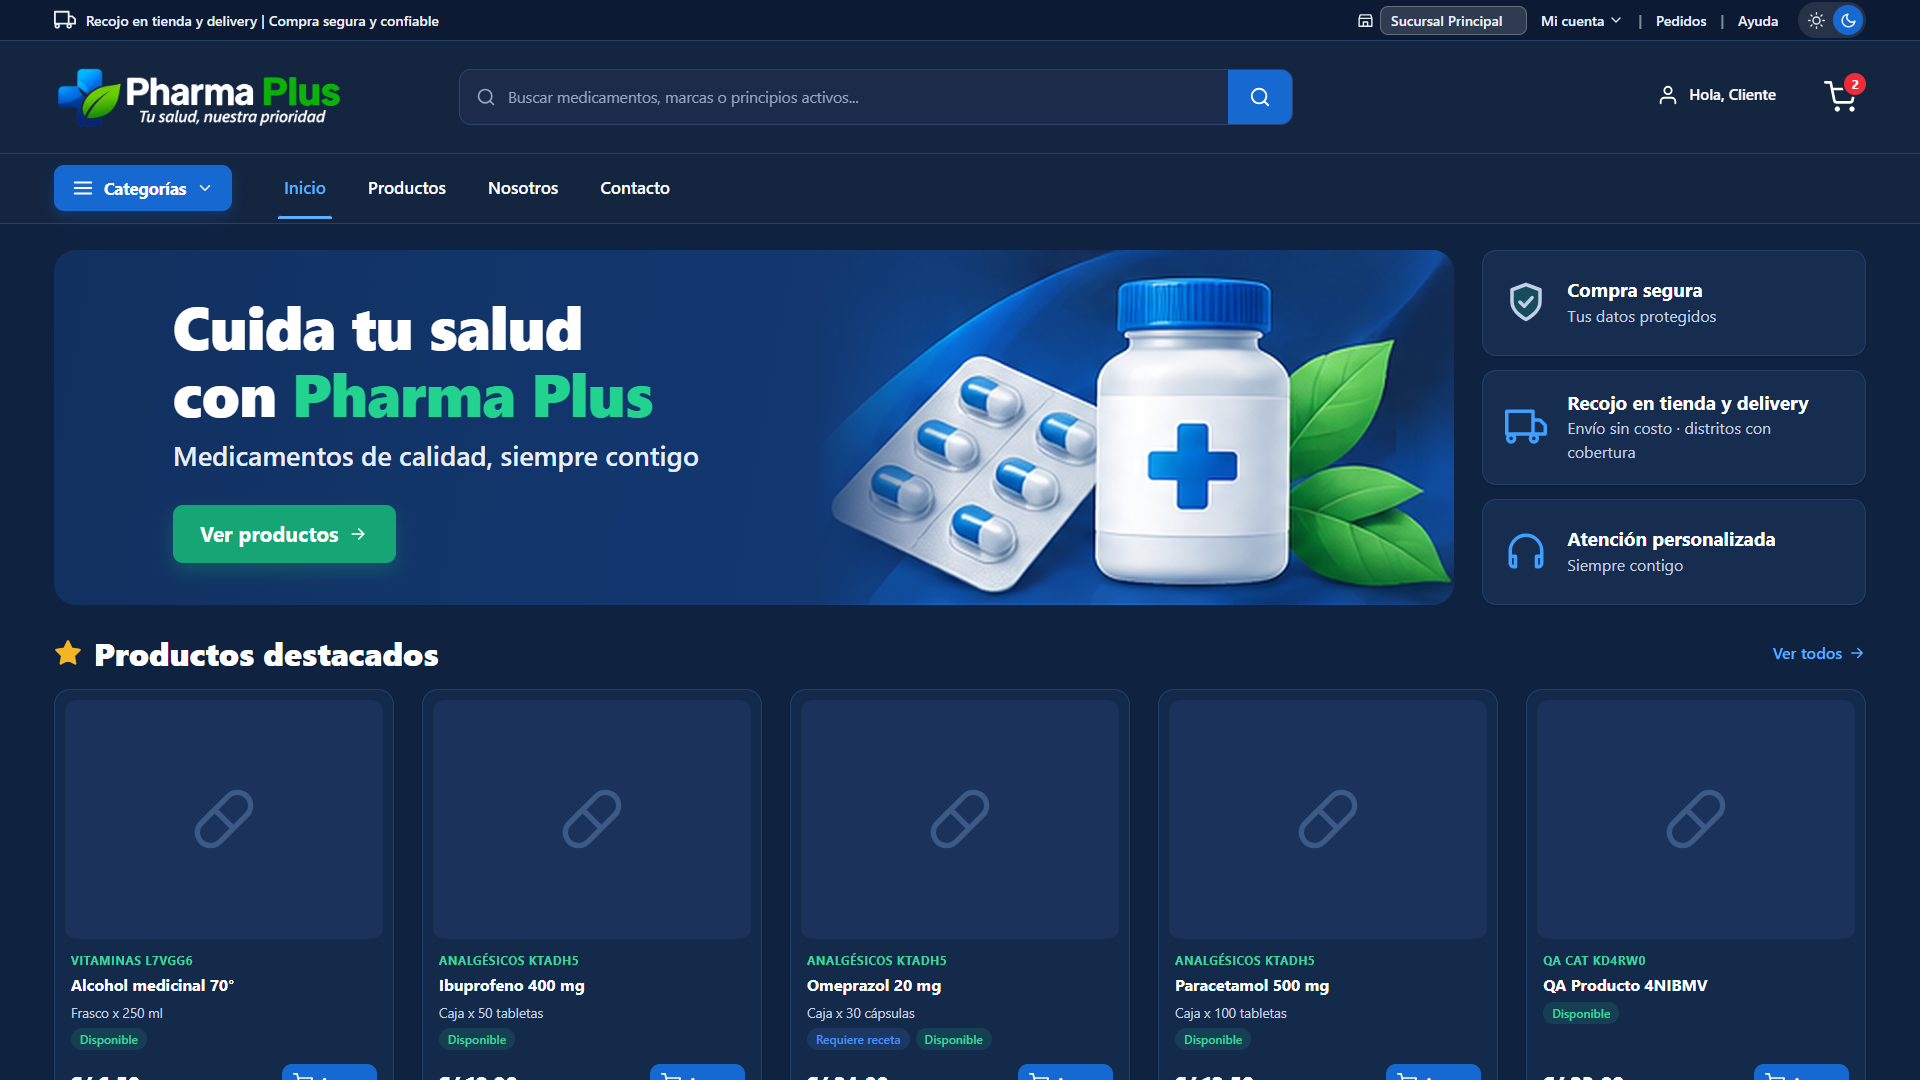 Recojo en tienda y delivery | Compra segura y confiable
Sucursal Principal
Mi cuenta
|
Pedidos
|
Ayuda
Pharma Plus
Tu salud, nuestra prioridad
Buscar medicamentos, marcas o principios activos...
Hola, Cliente
2
Categorías
Inicio
Productos
Nosotros
Contacto
Cuida tu salud
con Pharma Plus
Medicamentos de calidad, siempre contigo
Ver productos
Compra segura
Tus datos protegidos
Recojo en tienda y delivery
Envío sin costo · distritos con
cobertura
Atención personalizada
Siempre contigo
Productos destacados
Ver todos
VITAMINAS L7VGG6
Alcohol medicinal 70°
Frasco x 250 ml
Disponible
ANALGÉSICOS KTADH5
Ibuprofeno 400 mg
Caja x 50 tabletas
Disponible
ANALGÉSICOS KTADH5
Omeprazol 20 mg
Caja x 30 cápsulas
Requiere receta
Disponible
ANALGÉSICOS KTADH5
Paracetamol 500 mg
Caja x 100 tabletas
Disponible
QA CAT KD4RW0
QA Producto 4NIBMV
Disponible